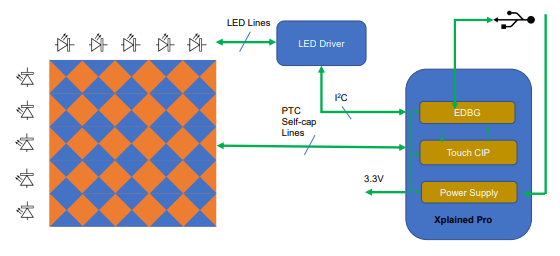 LED Lines
LED Driver
I²C
PTC
Self-cap
Lines
EDBG
Touch CIP
3.3V
Power Supply
Xplained Pro